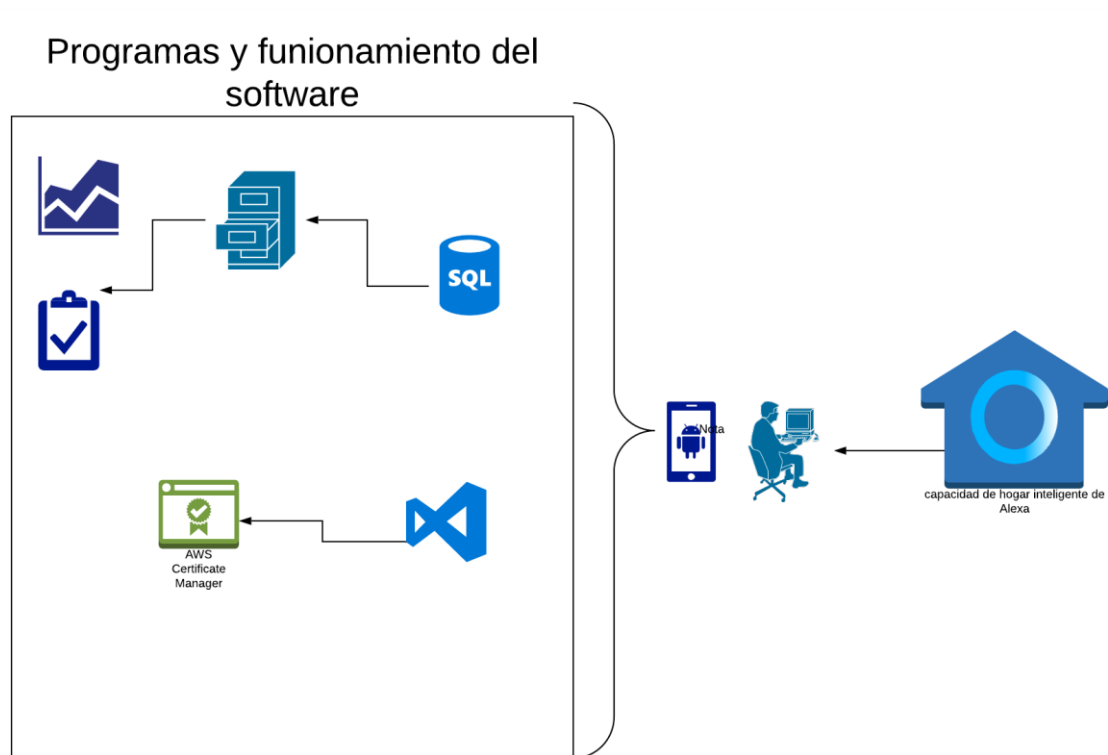 Programas y funionamiento del
software
SQL
Nota
capacidad de hogar inteligente de
Alexa
AWS
Certificate
Manager